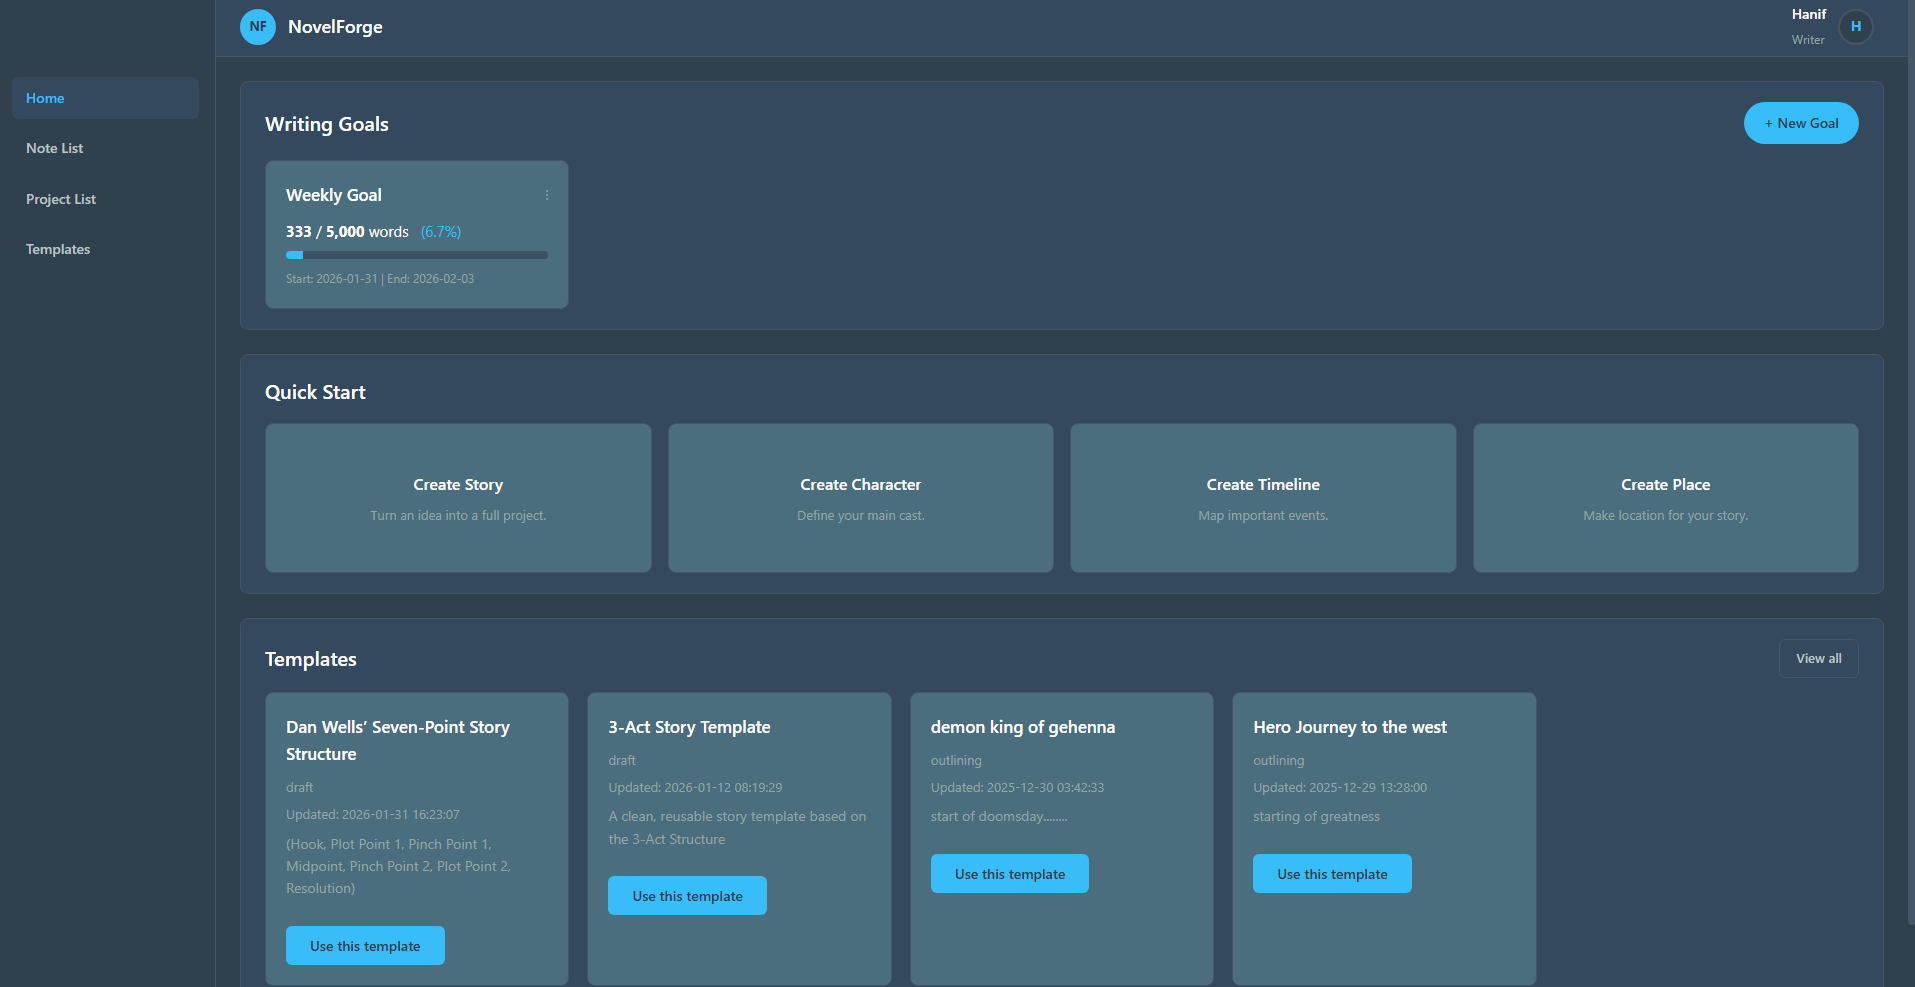 NF NovelForge
Hanif
Writer
H
Home
Note List
Project List
Templates
Writing Goals
+ New Goal
Weekly Goal
333 / 5,000 words (6.7%)
Start: 2026-01-31 | End: 2026-02-03
Quick Start
Create Story
Turn an idea into a full project.
Create Character
Define your main cast.
Create Timeline
Map important events.
Create Place
Make location for your story.
Templates
View all
Dan Wells’ Seven-Point Story
Structure
draft
Updated: 2026-01-31 16:23:07
(Hook, Plot Point 1, Pinch Point 1,
Midpoint, Pinch Point 2, Plot Point 2,
Resolution)
Use this template
3-Act Story Template
draft
Updated: 2026-01-12 08:19:29
A clean, reusable story template based on
the 3-Act Structure
Use this template
demon king of gehenna
outlining
Updated: 2025-12-30 03:42:33
start of doomsday........
Use this template
Hero Journey to the west
outlining
Updated: 2025-12-29 13:28:00
starting of greatness
Use this template